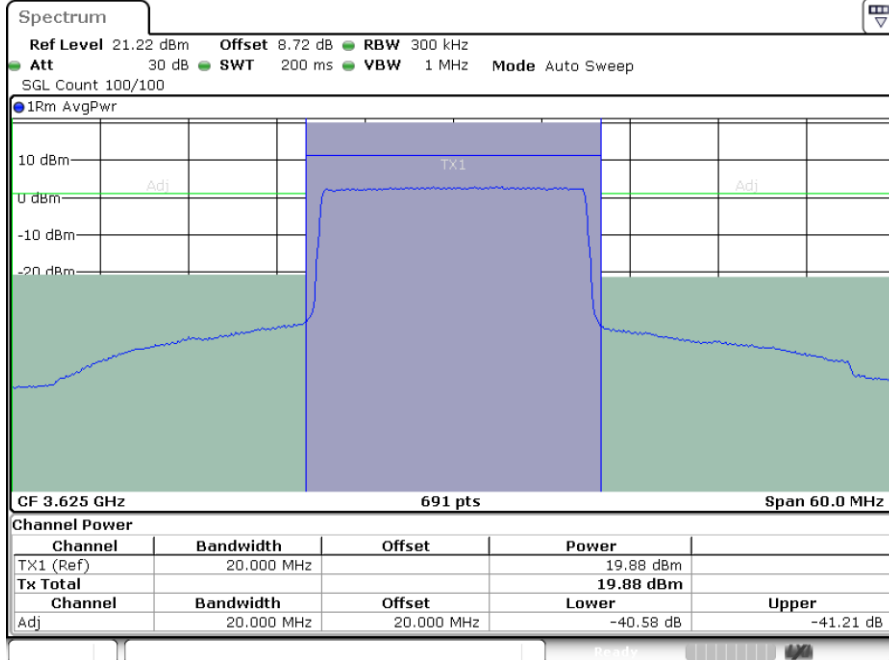 Spectrum
Ref Level 21.22 dBm Offset 8.72 dB RBW 300 kHz
Att 30 dB SWT 200 ms VBW 1 MHz Mode Auto Sweep
SGL Count 100/100
1Rm AvgPwr
10 dBm
TX1
Adj Adj
0 dBm
-10 dBm
-20 dBm
CF 3.625 GHz 691 pts Span 60.0 MHz
Channel Power
Channel Bandwidth Offset Power
TX1 (Ref) 20.000 MHz 19.88 dBm
Tx Total 19.88 dBm
Channel Bandwidth Offset Lower Upper
Adj 20.000 MHz 20.000 MHz -40.58 dB -41.21 dB
Ready